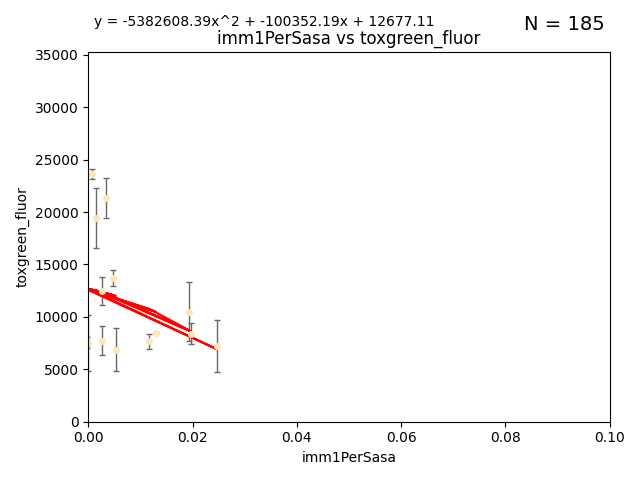 y = -5382608.39x^2 + -100352.19x + 12677.11
N = 185
imm1PerSasa vs toxgreen_fluor
35000
30000
25000
20000
15000
10000
5000
0
toxgreen_fluor
0.00 0.02 0.04 0.06 0.08 0.10
imm1PerSasa